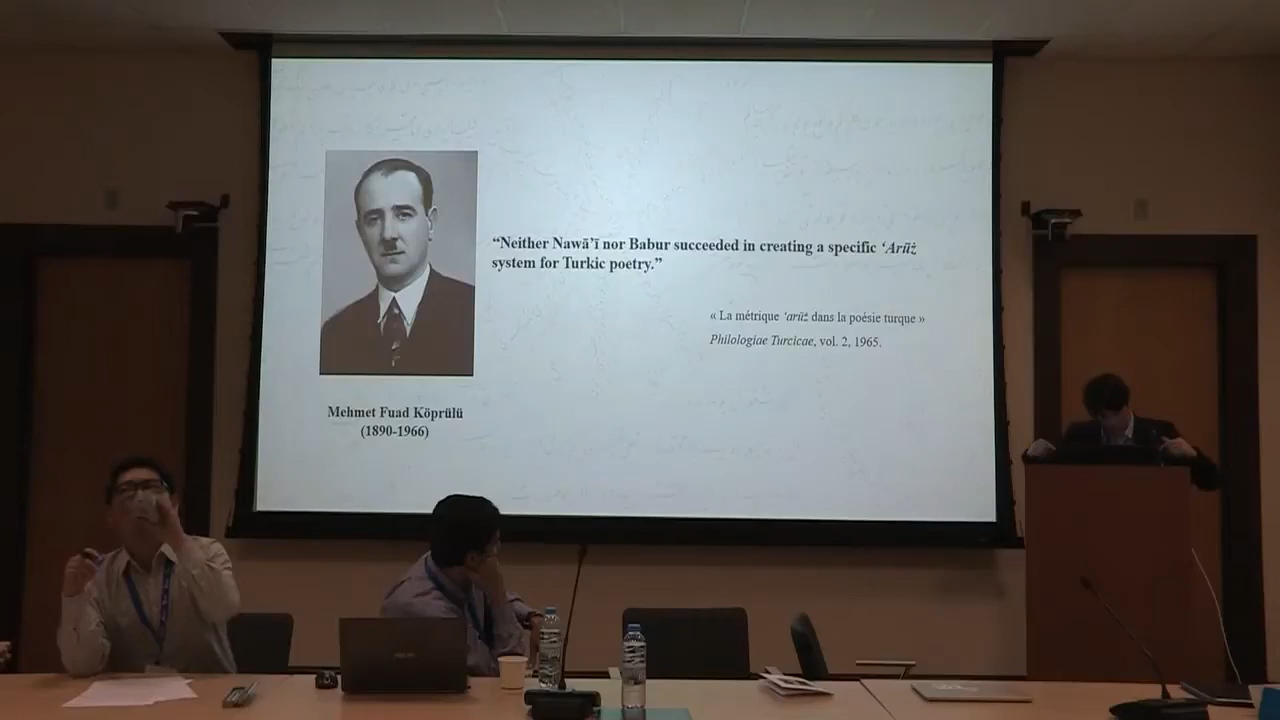 “Neither Nawā’ī nor Babur succeeded in creating a specific ‘Arūż
system for Turkic poetry.”
« La métrique ‘arūż dans la poésie turque »
Philologiae Turcicae, vol. 2, 1965.
Mehmet Fuad Köprülü
(1890-1966)